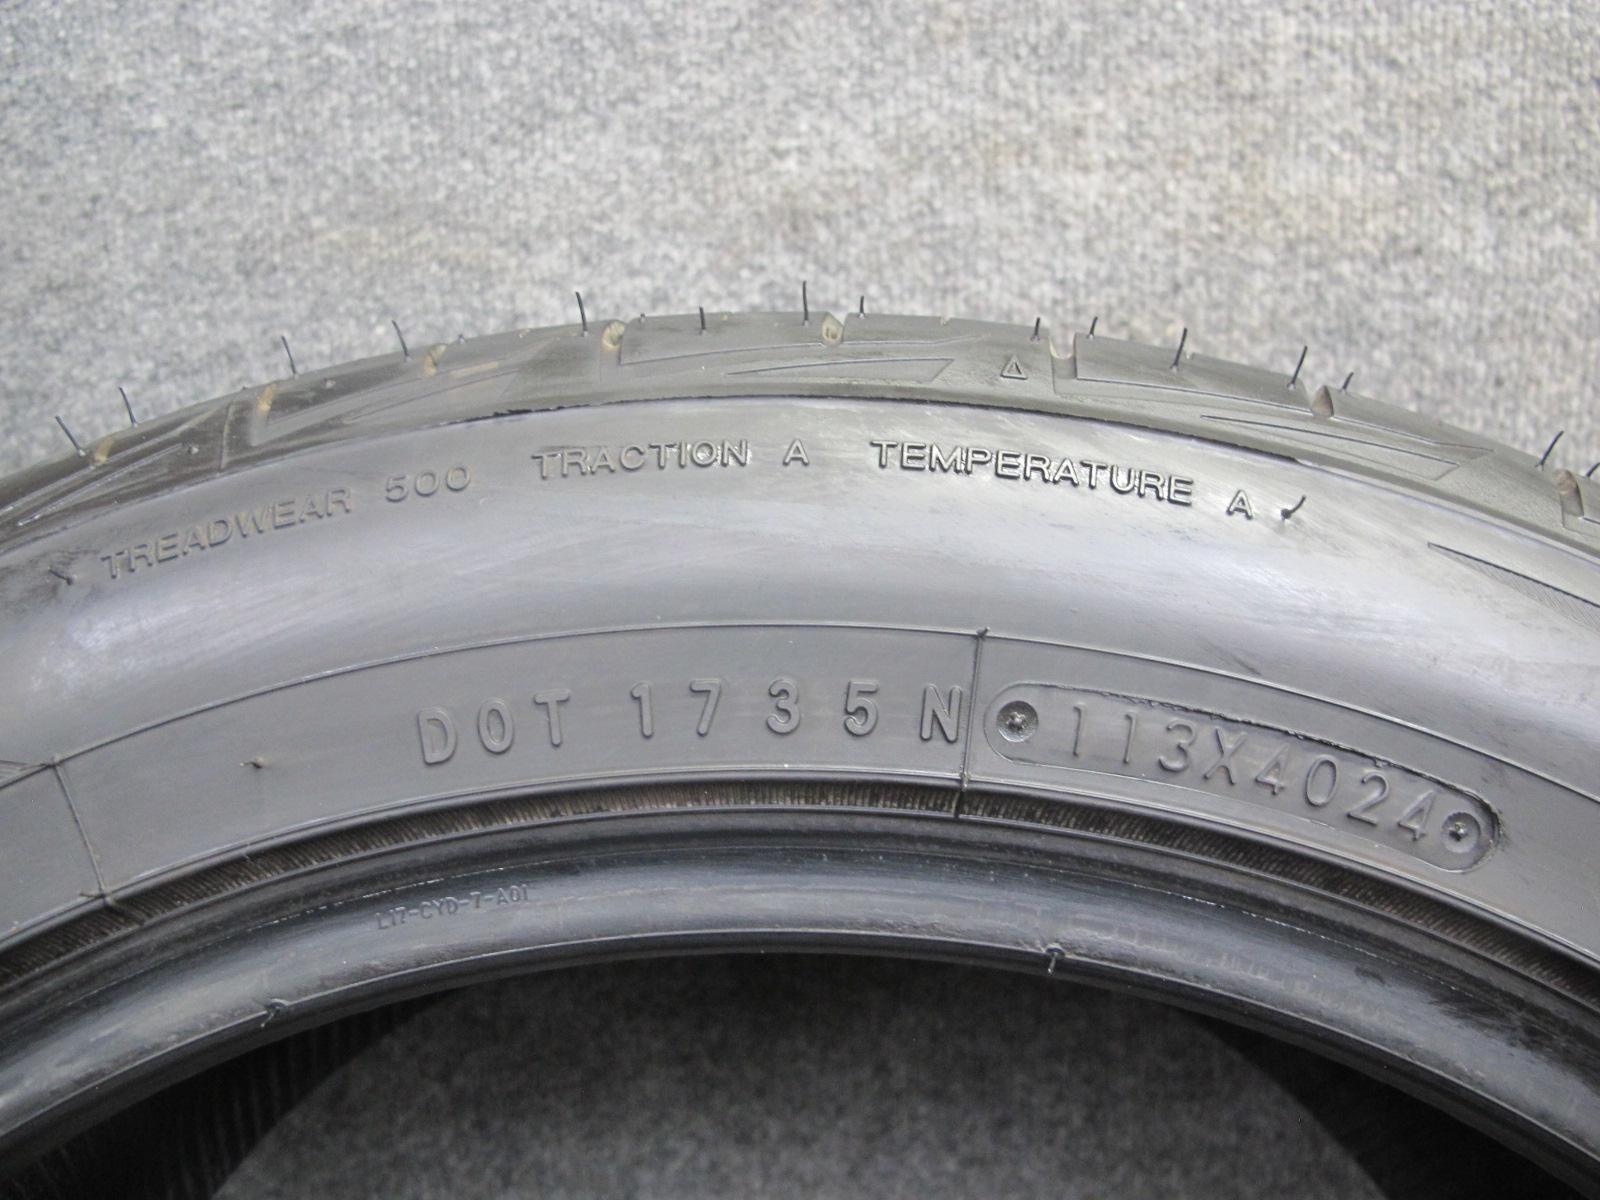 TREADWEAR 500 TRACTION A TEMPERATURE A
DOT 1735N 113X4024
L17-CYD-7-A01